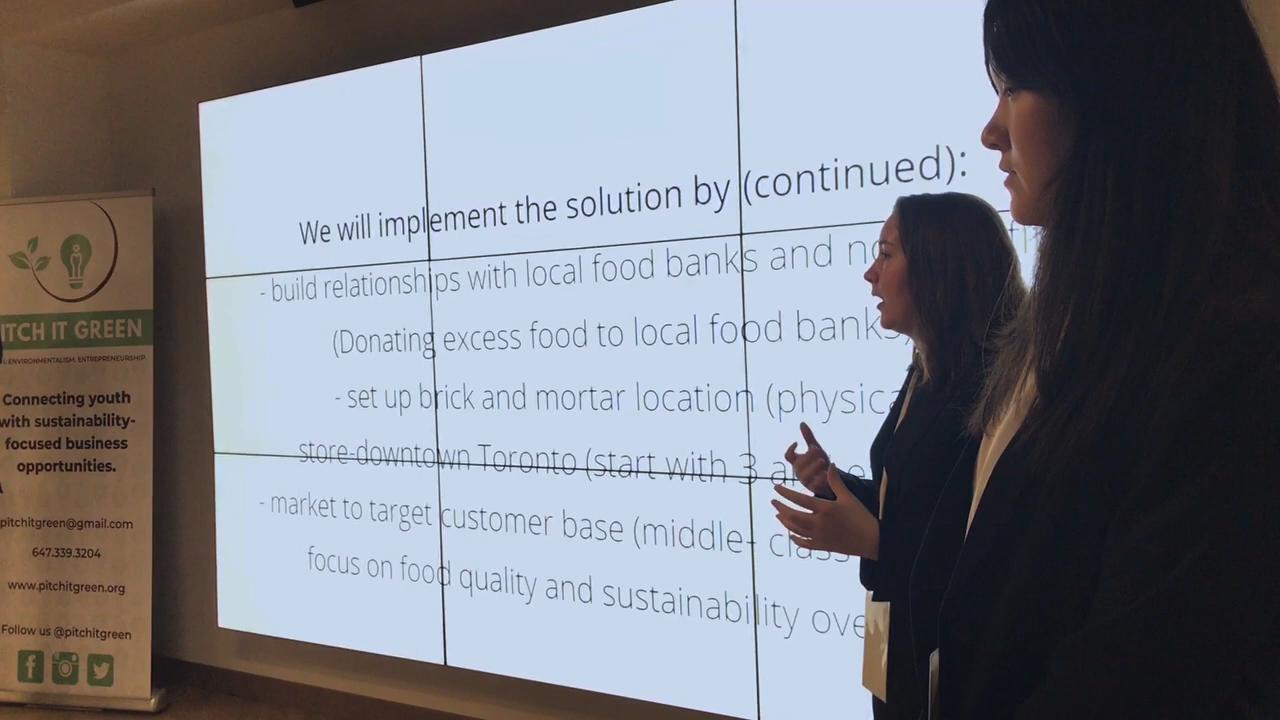 ITCH IT GREEN
ENVIRONMENTALISM. ENTREPRENEURSHIP.
Connecting youth
with sustainability-
focused business
opportunities.
pitchitgreen@gmail.com
647.339.3204
www.pitchitgreen.org
Follow us @pitchitgreen
We will implement the solution by (continued):
- build relationships with local food banks and
(Donating excess food to local food banks
- set up brick and mortar location (physica
store-downtown Toronto (start with 3
- market to target customer base (middle- class
focus on food quality and sustainability ove